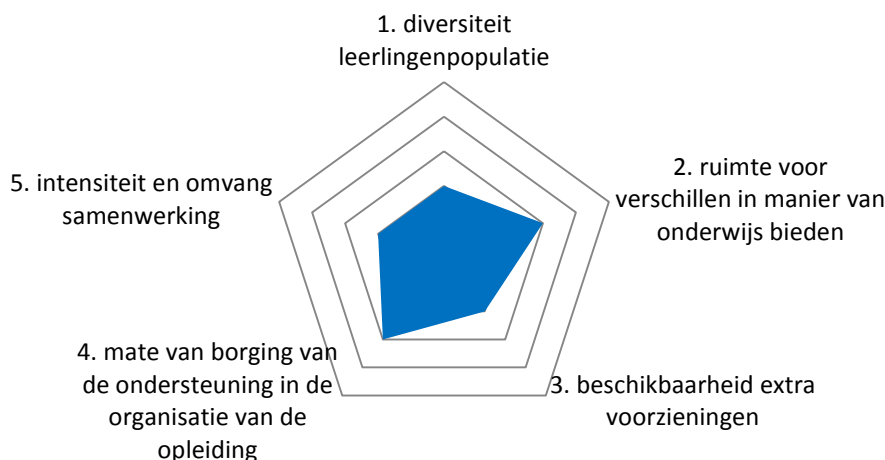 1. diversiteit
leerlingenpopulatie
2. ruimte voor
verschillen in manier van
onderwijs bieden
3. beschikbaarheid extra
voorzieningen
4. mate van borging van
de ondersteuning in de
organisatie van de
opleiding
5. intensiteit en omvang
samenwerking